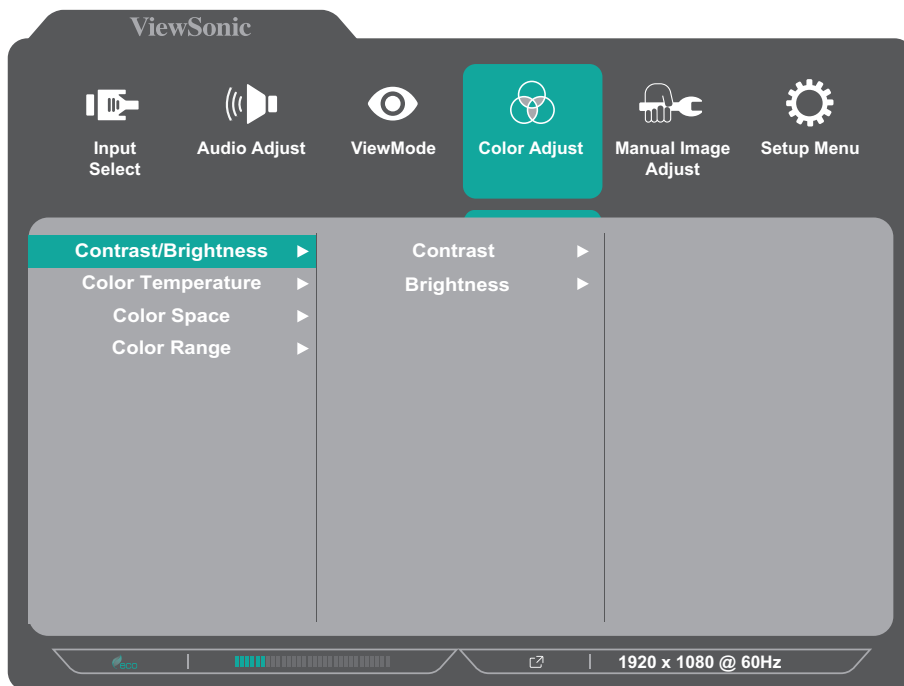 ViewSonic
Input
Select
Audio Adjust
ViewMode
Color Adjust
Manual Image
Adjust
Setup Menu
Contrast/Brightness
Color Temperature
Color Space
Color Range
Contrast
Brightness
eco
1920 x 1080 @ 60Hz